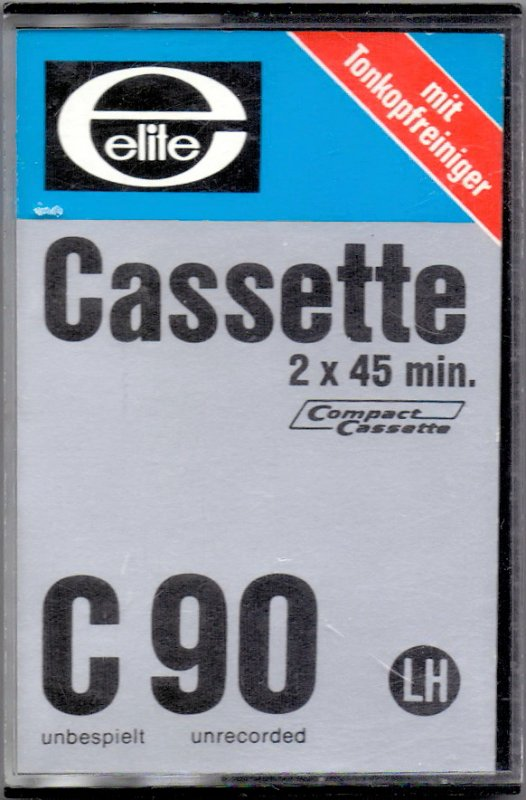 elite
mit
Tonkopfreiniger
Cassette
2 x 45 min.
Compact
Cassette
C 90
LH
unbespielt unrecorded